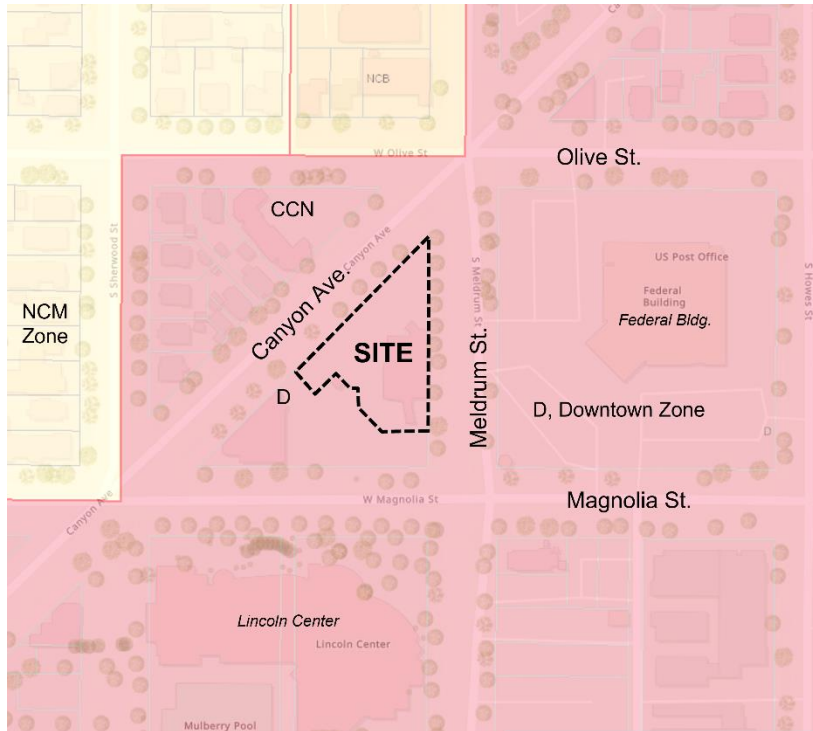 NCB
W Olive St
Olive St.
CCN
Canyon Ave
Canyon Ave.
S Sherwood St
NCM
Zone
SITE
D
S Meldrum St
Meldrum St.
US Post Office
Federal
Building
Federal Bldg.
S Howes St
D, Downtown Zone
D
W Magnolia St
Magnolia St.
Canyon Ave
Lincoln Center
Lincoln Center
Mulberry Pool